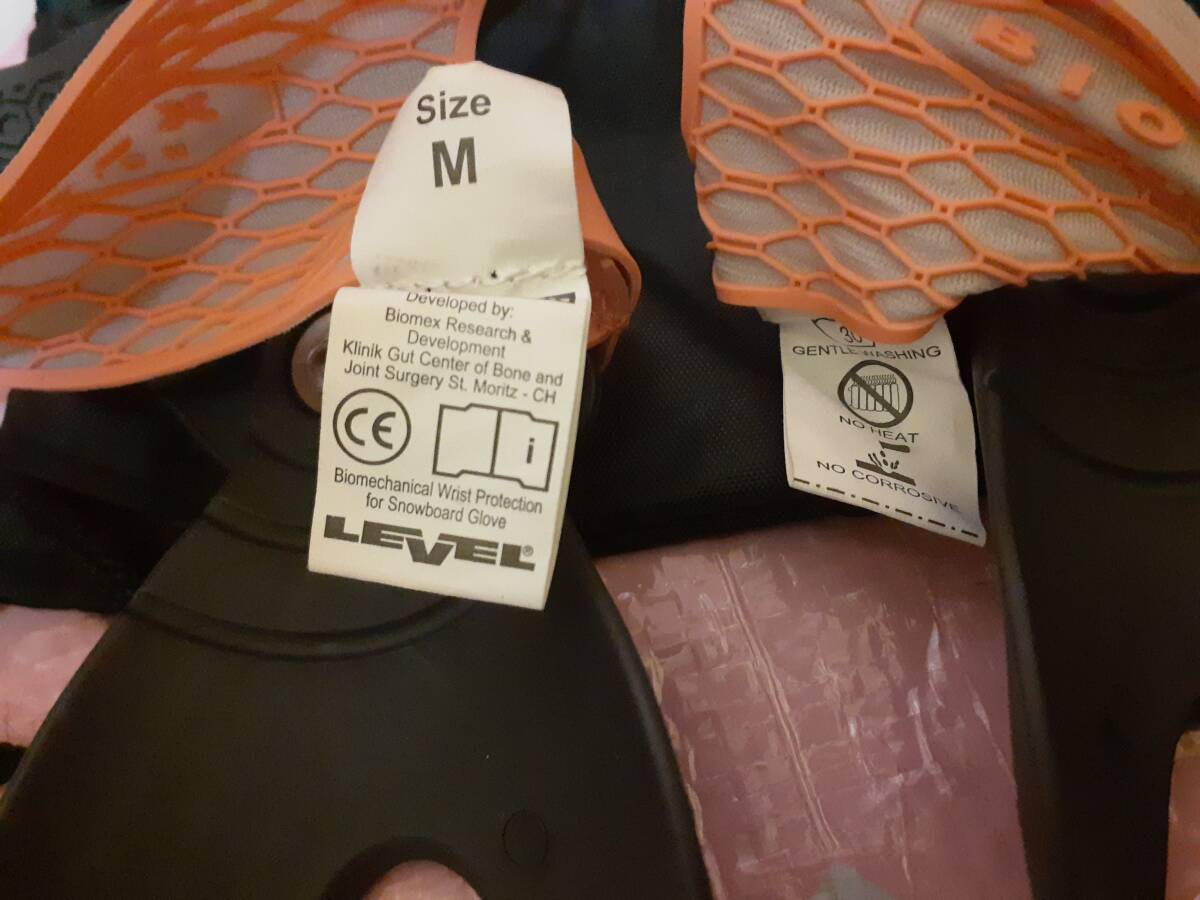 Size
M
Developed by:
Biomex Research &
Development
Klinik Gut Center of Bone and
Joint Surgery St. Moritz - CH
CE
i
Biomechanical Wrist Protection
for Snowboard Glove
LEVEL®
BIO
30
GENTLE WASHING
NO HEAT
NO CORROSIVE